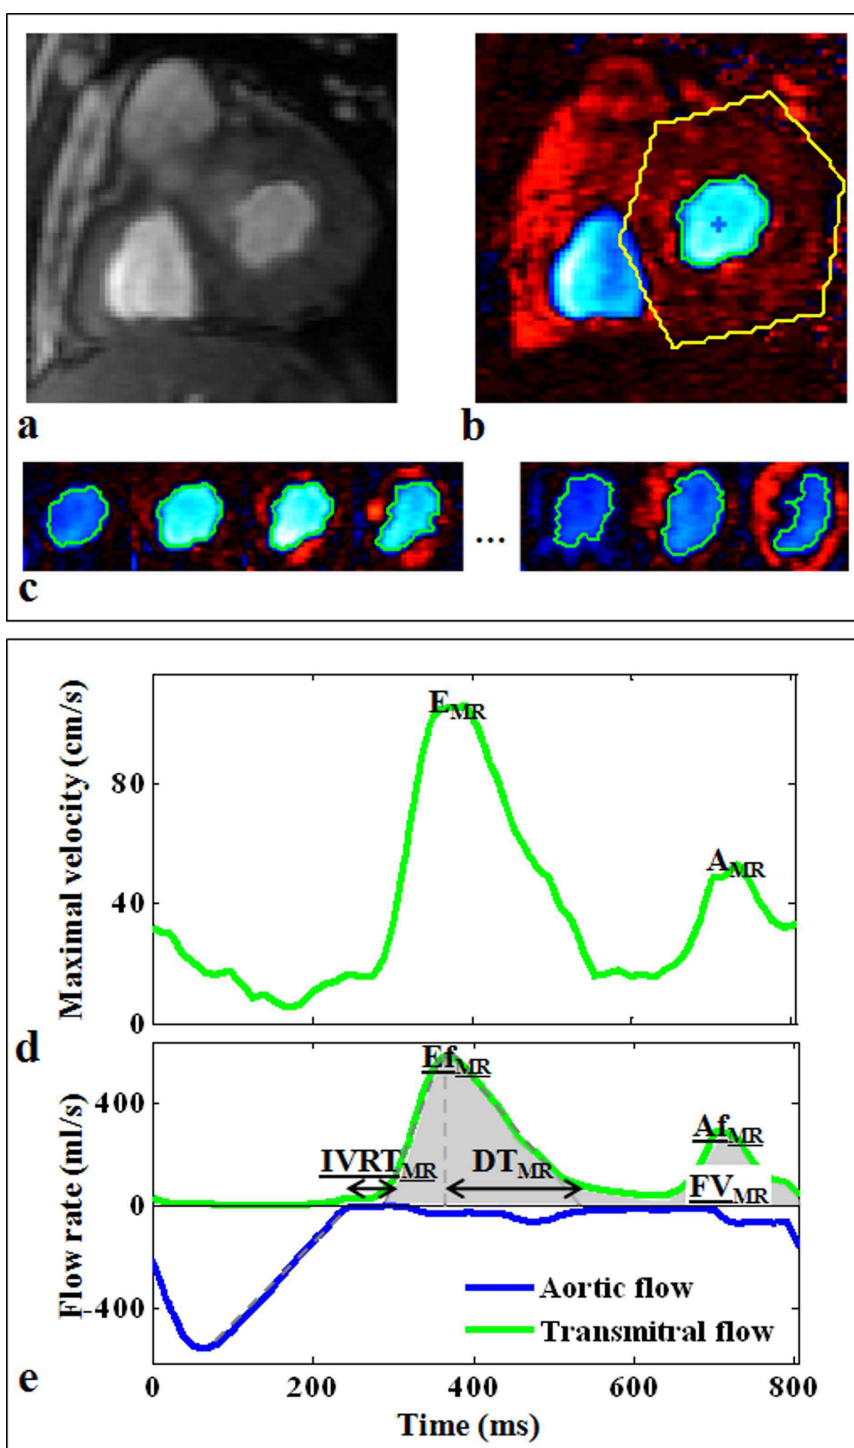 a
b
...
c
Maximal velocity (cm/s)
80
40
0
E_MR
A_MR
d
Flow rate (ml/s)
400
0
-400
Ef_MR
IVRT_MR
DT_MR
Af_MR
FV_MR
Aortic flow
Transmitral flow
e
0 200 400 600 800
Time (ms)